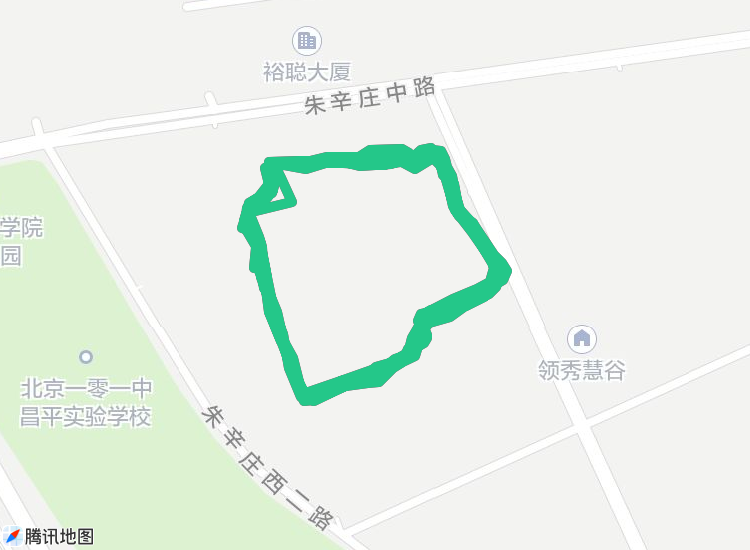 裕聪大厦
朱辛庄中路
学院
园
领秀慧谷
北京一零一中
昌平实验学校
朱辛庄西二路
腾讯地图